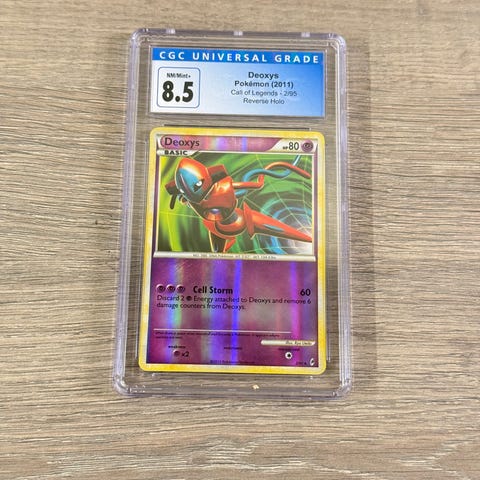 CGC UNIVERSAL GRADE
NM/Mint+
8.5
Deoxys
Pokémon (2011)
Call of Legends - 2/95
Reverse Holo
Deoxys
HP80
BASIC
Cell Storm 60
Discard 2 Energy attached to Deoxys and remove 6
damage counters from Deoxys.
weakness
x2